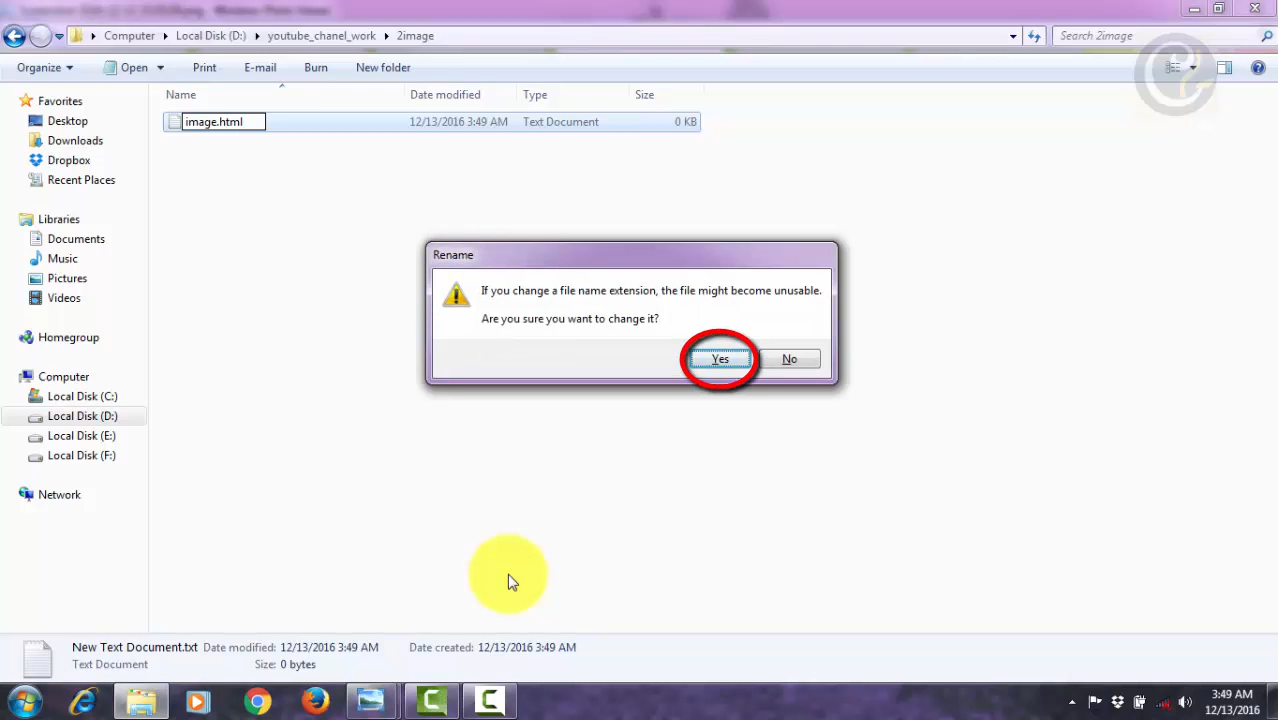 Computer Local Disk (D:) youtube_chanel_work 2image Search 2image
Organize Open Print E-mail Burn New folder
Name Date modified Type Size
image.html 12/13/2016 3:49 AM Text Document 0 KB
Favorites
Desktop
Downloads
Dropbox
Recent Places
Libraries
Documents
Music
Pictures
Videos
Homegroup
Computer
Local Disk (C:)
Local Disk (D:)
Local Disk (E:)
Local Disk (F:)
Network
Rename
If you change a file name extension, the file might become unusable.
Are you sure you want to change it?
Yes No
New Text Document.txt Date modified: 12/13/2016 3:49 AM Date created: 12/13/2016 3:49 AM
Text Document Size: 0 bytes
3:49 AM
12/13/2016